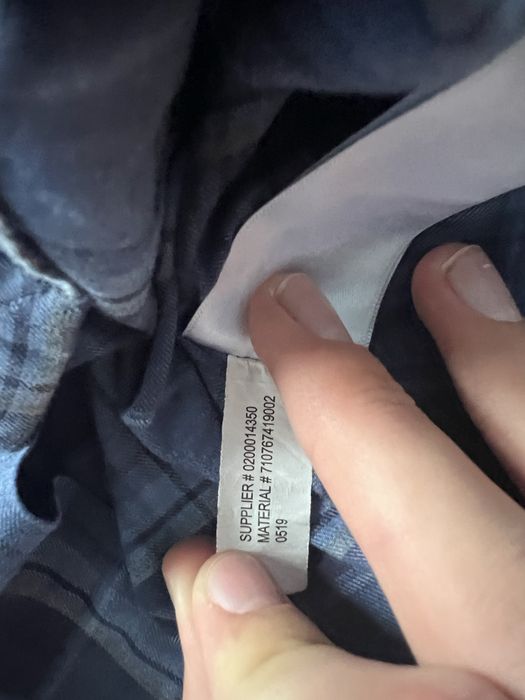 SUPPLIER # 0200014350
MATERIAL # 710767419002
0519